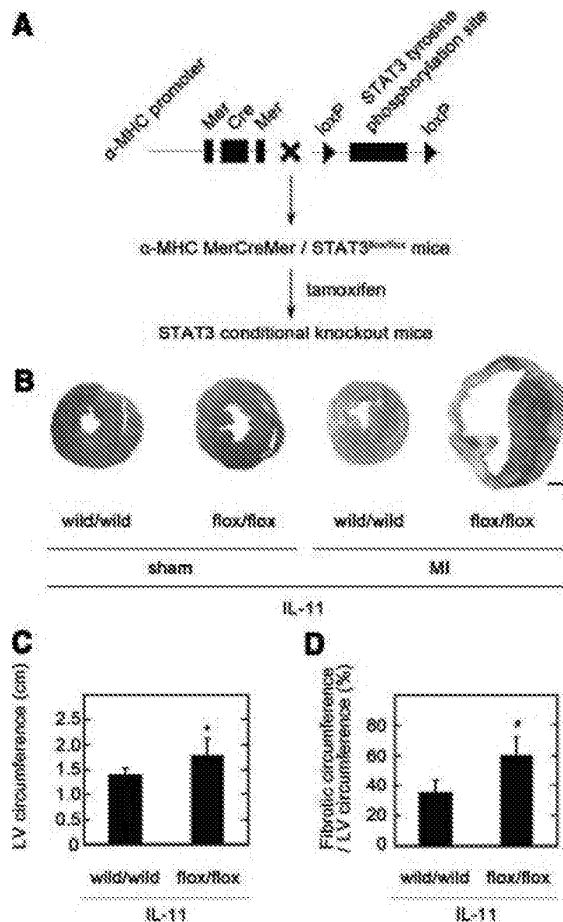 A
α-MHC promoter
Mer
Cre
Mer
loxP
STAT3 tyrosine
phosphorylation site
loxP
α-MHC MerCreMer / STAT3flox/flox mice
tamoxifen
STAT3 conditional knockout mice
B
wild/wild flox/flox wild/wild flox/flox
sham MI
IL-11
C
LV circumference (cm)
2.5
2.0
1.5
1.0
0.5
0
*
wild/wild flox/flox
IL-11
D
Fibrotic circumference
/ LV circumference (%)
80
60
40
20
0
wild/wild flox/flox
IL-11